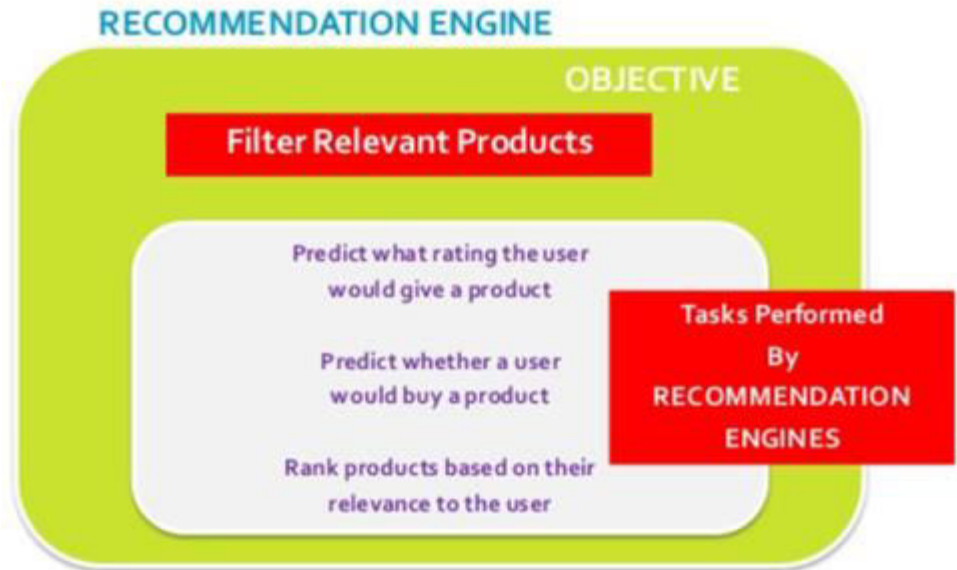 RECOMMENDATION ENGINE
OBJECTIVE
Filter Relevant Products
Predict what rating the user
would give a product
Predict whether a user
would buy a product
Rank products based on their
relevance to the user
Tasks Performed
By
RECOMMENDATION
ENGINES